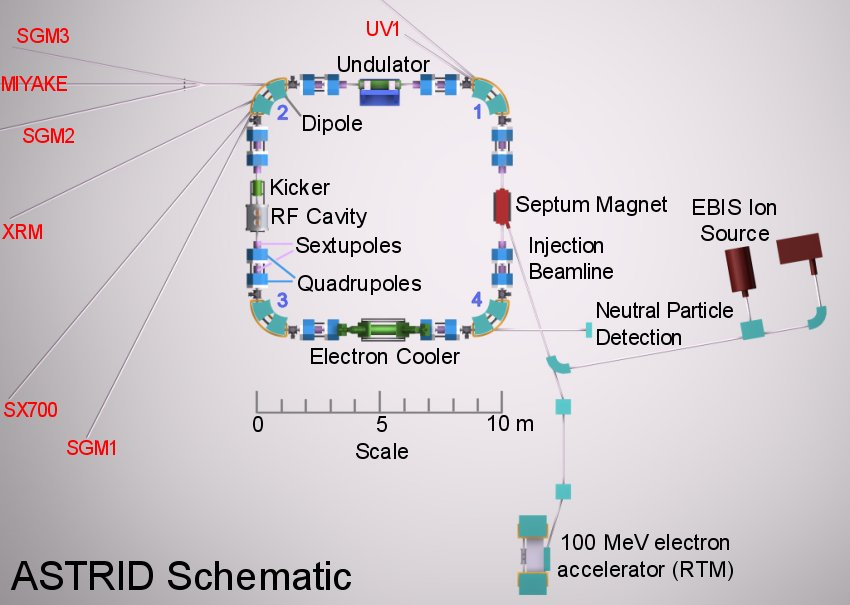 UV1
SGM3
Undulator
MIYAKE
2
1
Dipole
SGM2
Kicker
Septum Magnet
EBIS Ion
Source
RF Cavity
XRM
Sextupoles
Injection
Beamline
Quadrupoles
3
4
Neutral Particle
Detection
Electron Cooler
SX700
0
5
10 m
SGM1
Scale
100 MeV electron
accelerator (RTM)
ASTRID Schematic